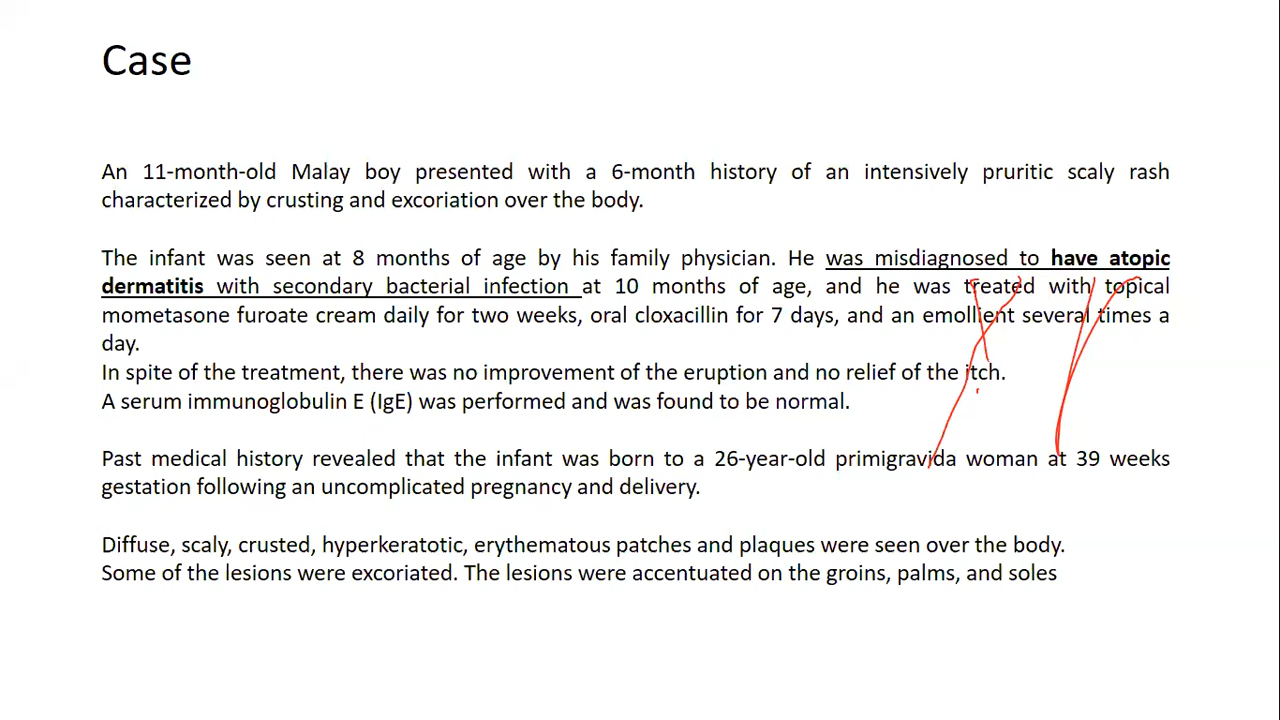 Case
An 11-month-old Malay boy presented with a 6-month history of an intensively pruritic scaly rash
characterized by crusting and excoriation over the body.
The infant was seen at 8 months of age by his family physician. He was misdiagnosed to have atopic
dermatitis with secondary bacterial infection at 10 months of age, and he was treated with topical
mometasone furoate cream daily for two weeks, oral cloxacillin for 7 days, and an emollient several times a
day.
In spite of the treatment, there was no improvement of the eruption and no relief of the itch.
A serum immunoglobulin E (IgE) was performed and was found to be normal.
Past medical history revealed that the infant was born to a 26-year-old primigravida woman at 39 weeks
gestation following an uncomplicated pregnancy and delivery.
Diffuse, scaly, crusted, hyperkeratotic, erythematous patches and plaques were seen over the body.
Some of the lesions were excoriated. The lesions were accentuated on the groins, palms, and soles